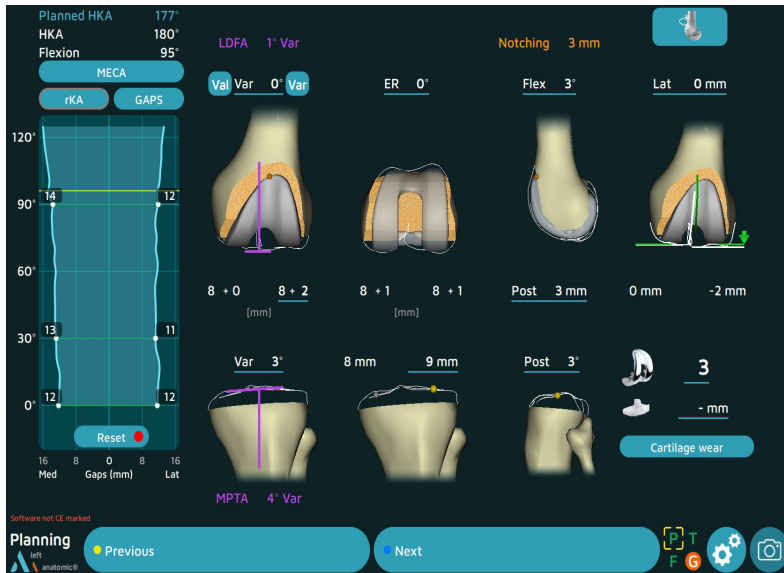 Planned HKA 177°
HKA 180°
Flexion 95°
MECA
rKA GAPS
LDFA 1° Var
Notching 3 mm
Val Var 0° Var
ER 0°
Flex 3°
Lat 0 mm
120°
90°
60°
30°
0°
14 12
13 11
12 12
8 +0 8 +2
[mm]
8 +1 8 +1
[mm]
Post 3 mm
0 mm -2 mm
Var 3°
8 mm 9 mm
Post 3°
3
- mm
Cartilage wear
Reset
16 8 0 8 16
Med Gaps (mm) Lat
MPTA 4° Var
Software not CE marked
Planning
left
anatomic®
Previous
Next
P T
F G